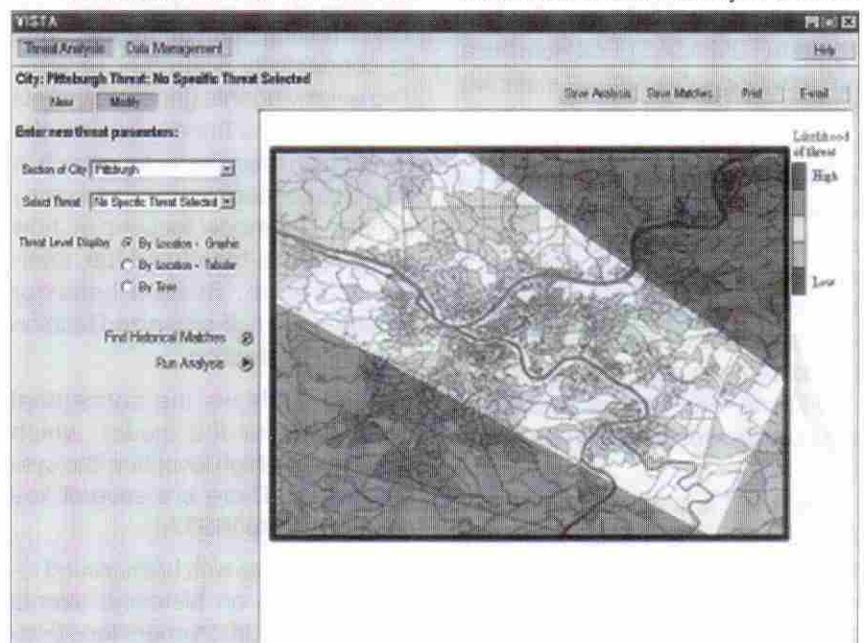 VISTA
Threat Analysis Data Management Help
City: Pittsburgh Threat: No Specific Threat Selected
New Modify Save Analysis Save Matches Print E-mail
Enter new threat parameters:
Section of City Pittsburgh
Select Threat No Specific Threat Selected
Threat Level Display By Location - Graphic
By Location - Tabular
By Time
Find Historical Matches
Run Analysis
Likelihood
of threat
High
Low